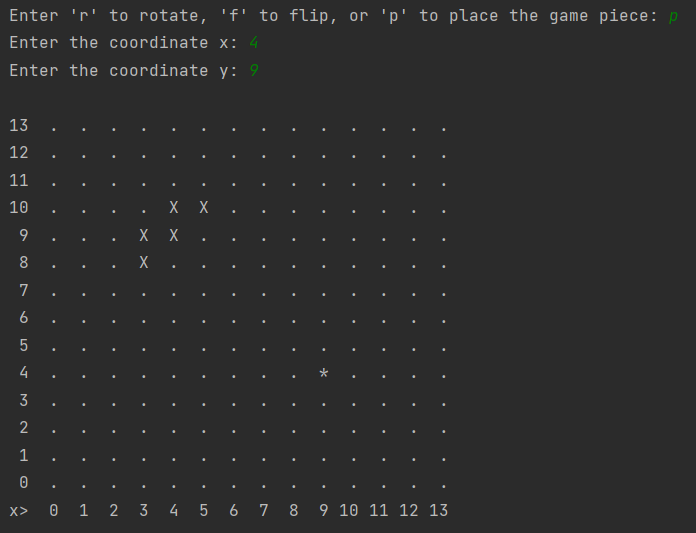 Enter 'r' to rotate, 'f' to flip, or 'p' to place the game piece: p
Enter the coordinate x: 4
Enter the coordinate y: 9
13  .  .  .  .  .  .  .  .  .  .  .  .  .  .
12  .  .  .  .  .  .  .  .  .  .  .  .  .  .
11  .  .  .  .  .  .  .  .  .  .  .  .  .  .
10  .  .  .  .  X  X  .  .  .  .  .  .  .  .
 9  .  .  .  X  X  .  .  .  .  .  .  .  .  .
 8  .  .  .  X  .  .  .  .  .  .  .  .  .  .
 7  .  .  .  .  .  .  .  .  .  .  .  .  .  .
 6  .  .  .  .  .  .  .  .  .  .  .  .  .  .
 5  .  .  .  .  .  .  .  .  .  .  .  .  .  .
 4  .  .  .  .  .  .  .  .  .  *  .  .  .  .
 3  .  .  .  .  .  .  .  .  .  .  .  .  .  .
 2  .  .  .  .  .  .  .  .  .  .  .  .  .  .
 1  .  .  .  .  .  .  .  .  .  .  .  .  .  .
 0  .  .  .  .  .  .  .  .  .  .  .  .  .  .
x>  0  1  2  3  4  5  6  7  8  9 10 11 12 13